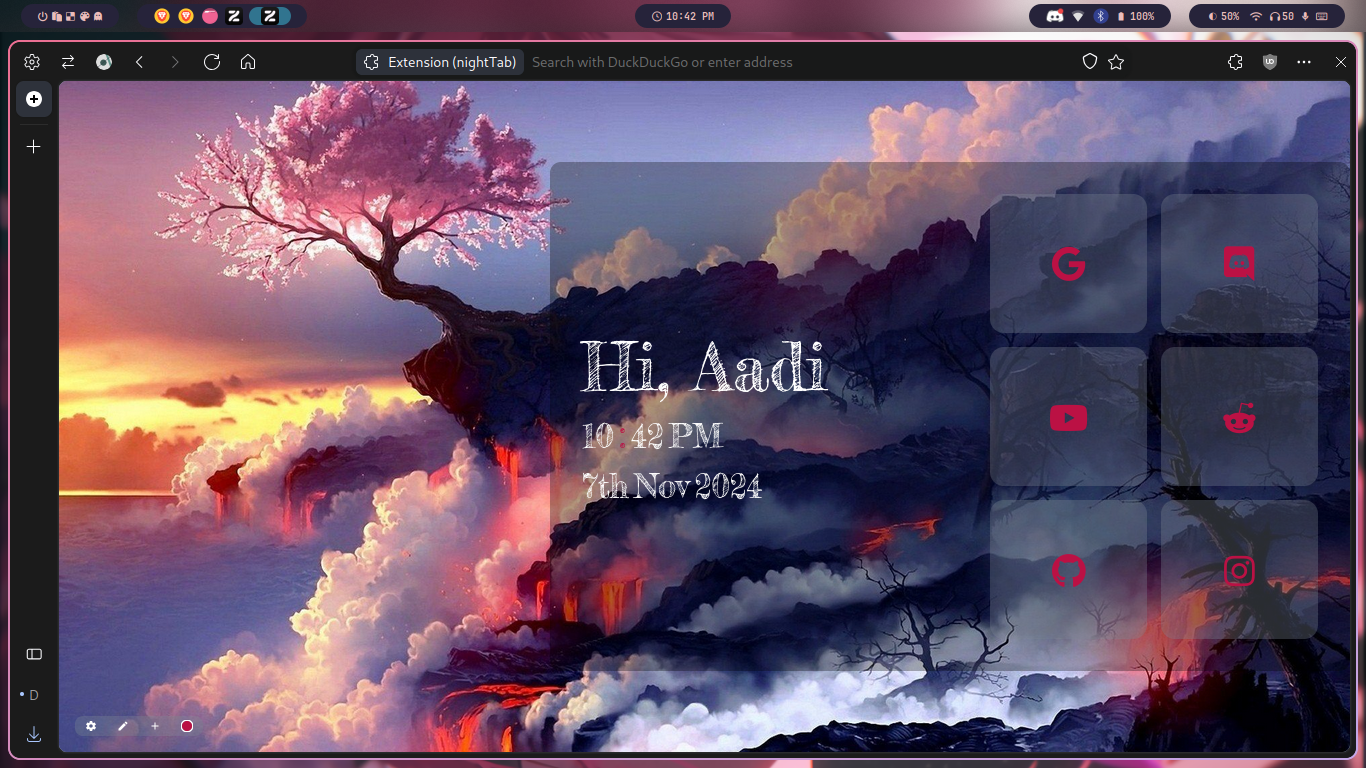 10:42 PM
100%
50%
50
Extension (nightTab)
Search with DuckDuckGo or enter address
UD
Hi, Aadi
10:42 PM
7th Nov 2024
D